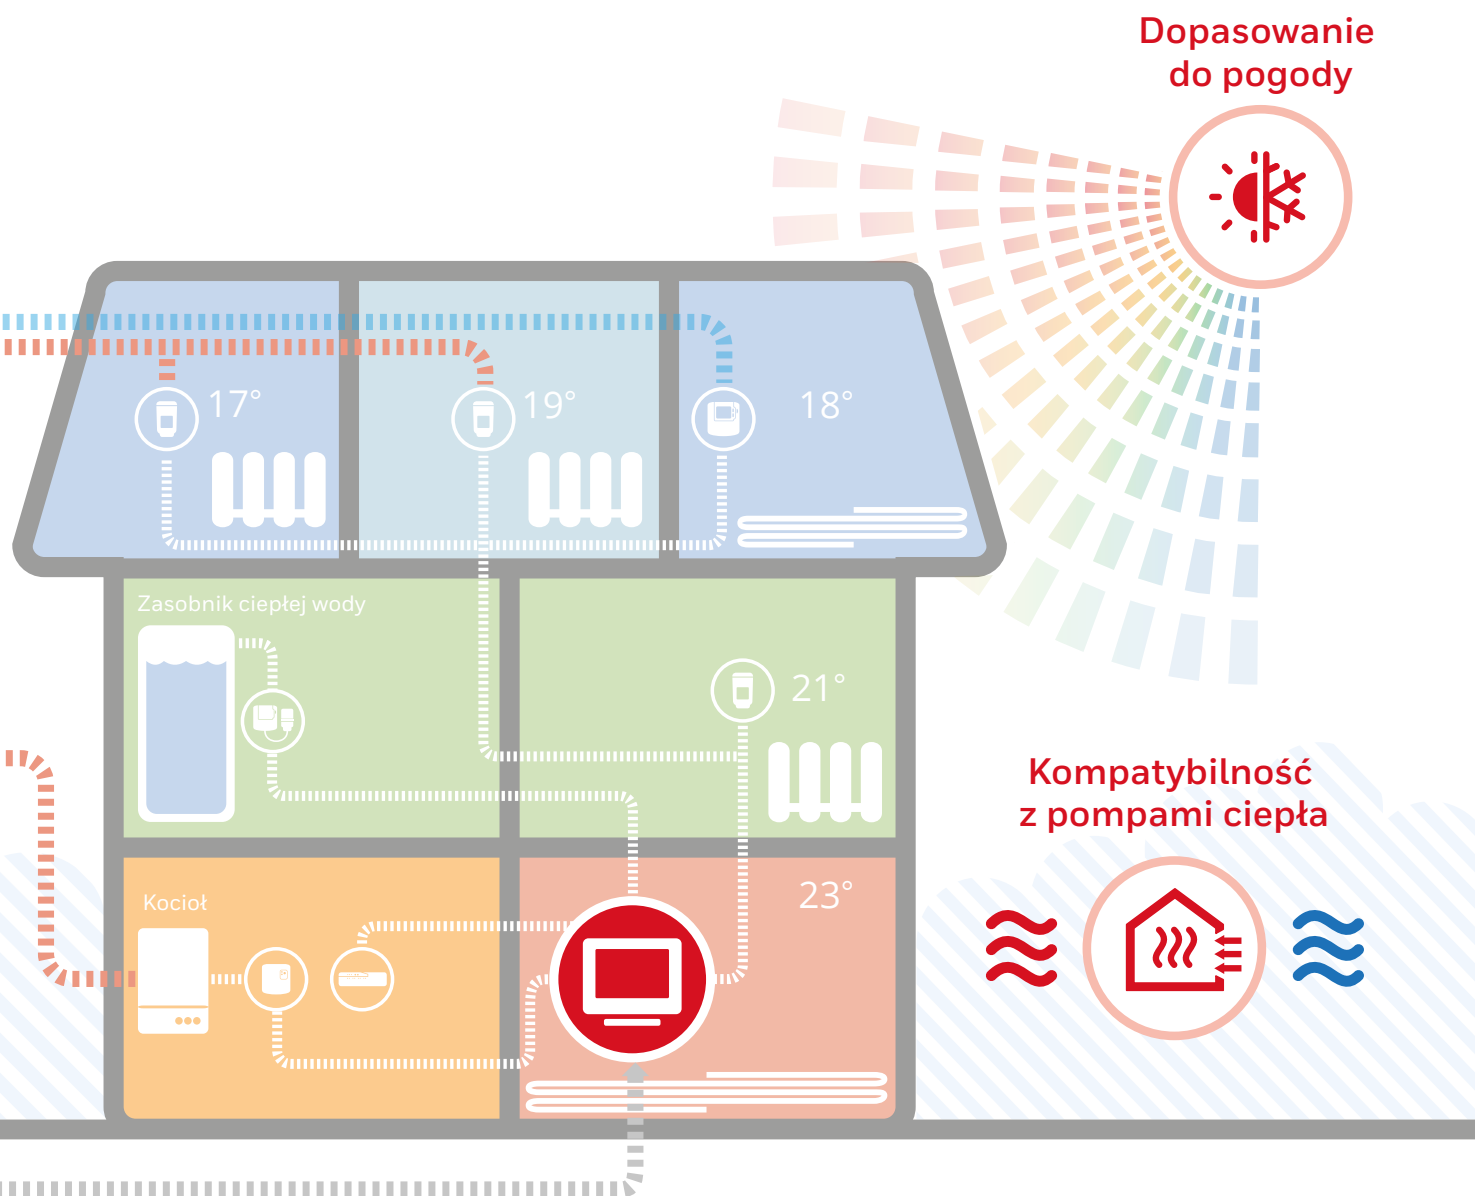 Dopasowanie
do pogody
17°
19°
18°
Zasobnik ciepłej wody
21°
Kompatybilność
z pompami ciepła
23°
Kocioł